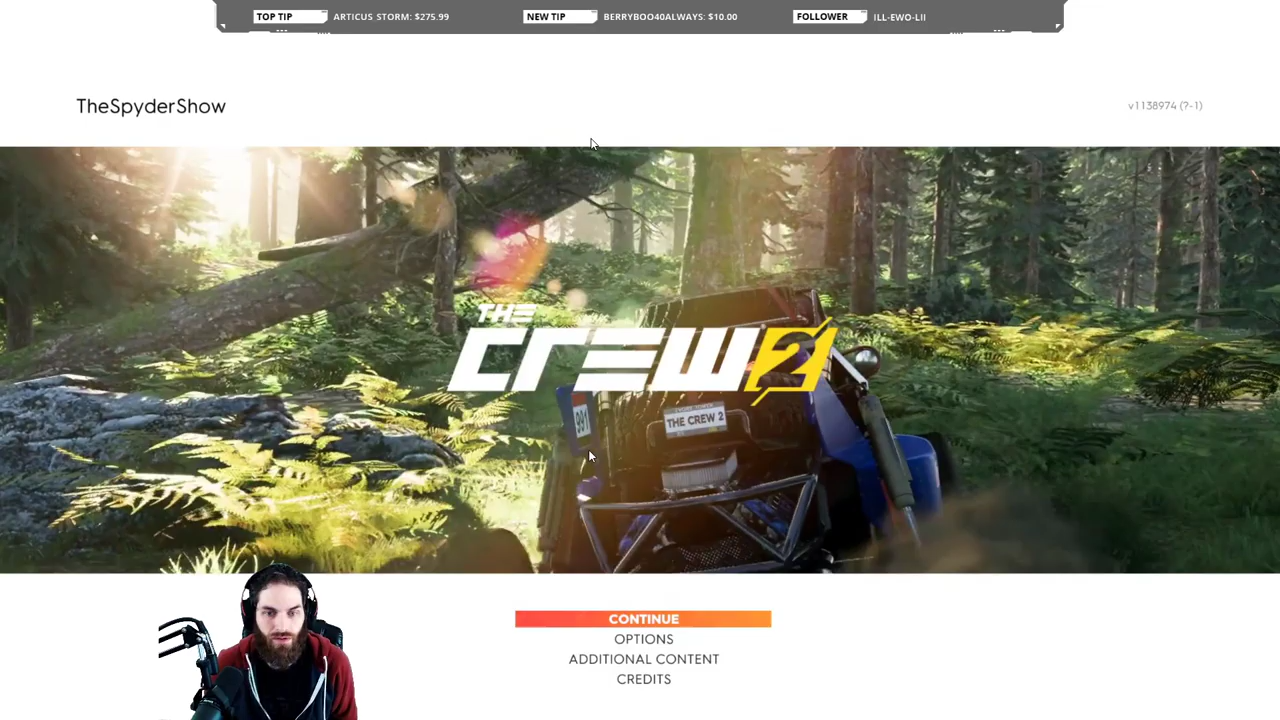 TOP TIP ARTICUS STORM: $275.99 NEW TIP BERRYBOO40ALWAYS: $10.00 FOLLOWER ILL-EWO-LII
TheSpyderShow v1138974 (?-1)
THE
CREW 2
991
THE CREW 2
CONTINUE
OPTIONS
ADDITIONAL CONTENT
CREDITS